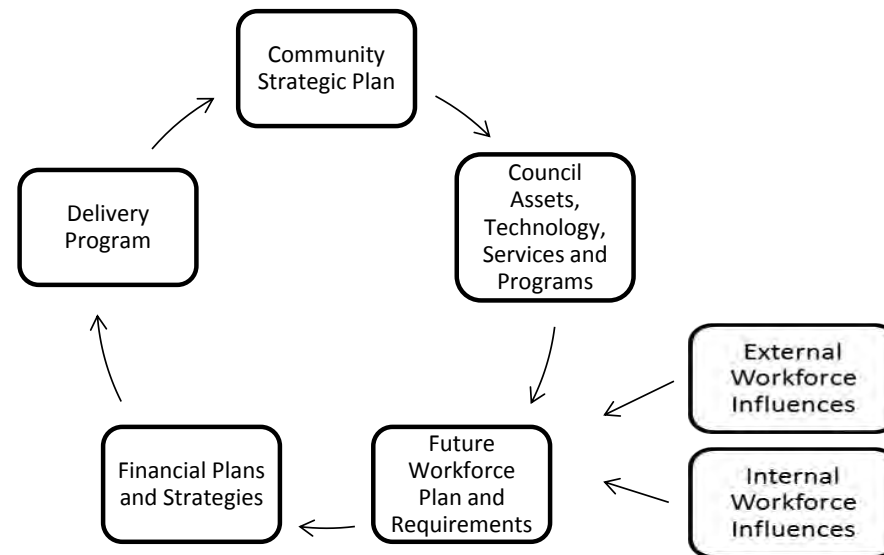 Community
Strategic Plan
Council
Assets,
Technology,
Services and
Programs
Delivery
Program
External
Workforce
Influences
Future
Workforce
Plan and
Requirements
Financial Plans
and Strategies
Internal
Workforce
Influences